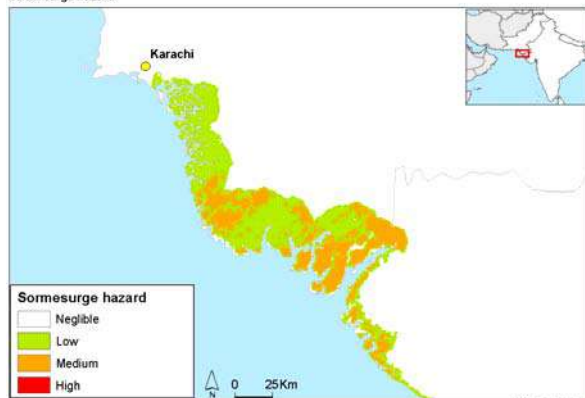 Karachi
Sormesurge hazard
Neglible
Low
Medium
High
N
0 25Km